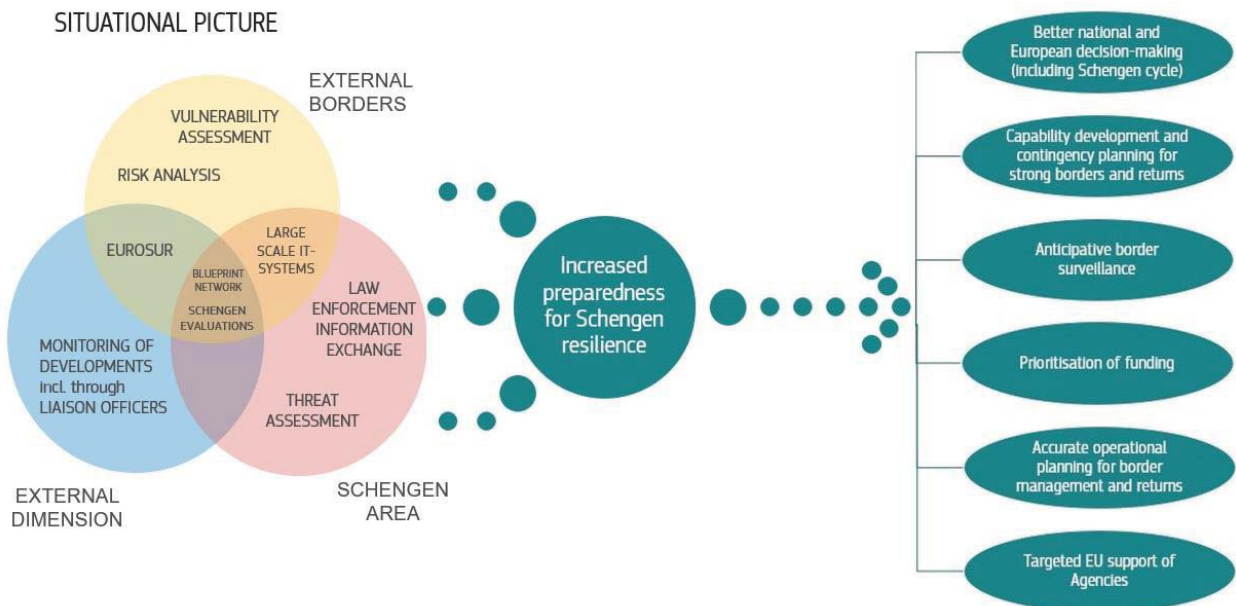 SITUATIONAL PICTURE
EXTERNAL
BORDERS
VULNERABILITY
ASSESSMENT
RISK ANALYSIS
EUROSUR
LARGE
SCALE IT-
SYSTEMS
BLUEPRINT
NETWORK
SCHENGEN
EVALUATIONS
LAW
ENFORCEMENT
INFORMATION
EXCHANGE
MONITORING OF
DEVELOPMENTS
incl. through
LIAISON OFFICERS
THREAT
ASSESSMENT
EXTERNAL
DIMENSION
SCHENGEN
AREA
Increased
preparedness
for Schengen
resilience
Better national and
European decision-making
(including Schengen cycle)
Capability development and
contingency planning for
strong borders and returns
Anticipative border
surveillance
Prioritisation of funding
Accurate operational
planning for border
management and returns
Targeted EU support of
Agencies